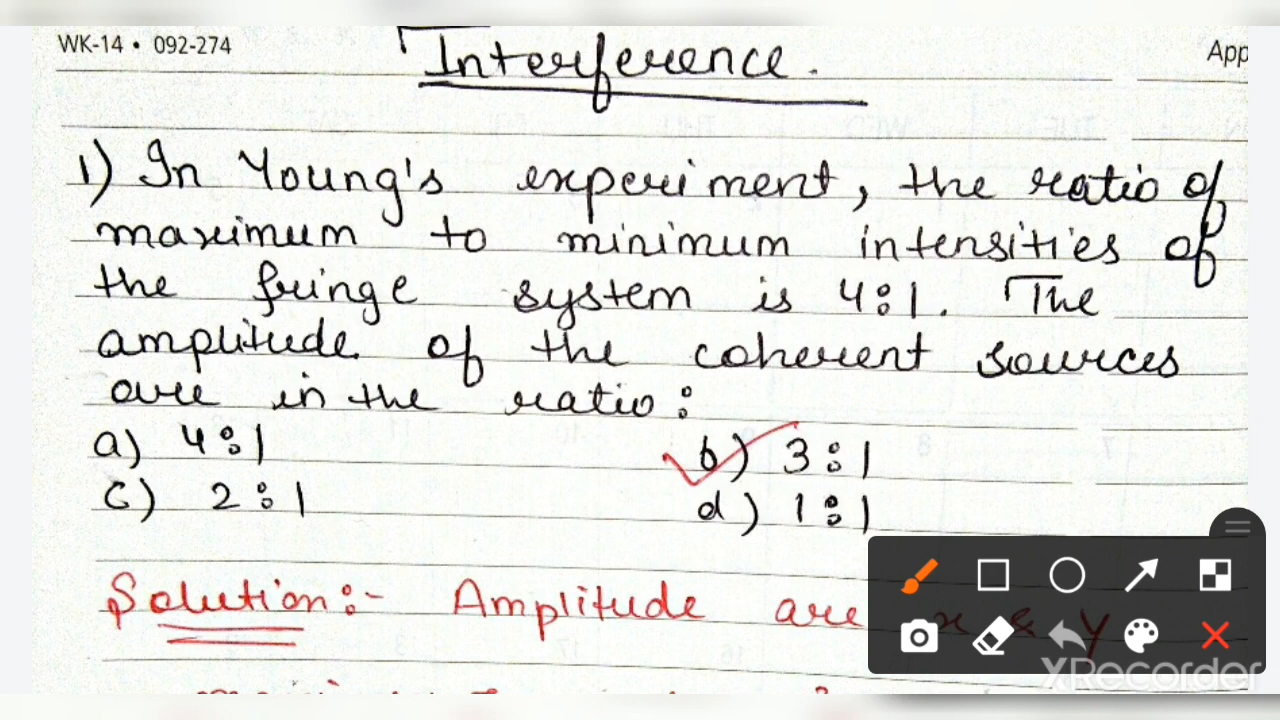 WK-14 • 092-274
App
Interference.
1) In Young's experiment, the ratio of
maximum to minimum intensities of
the fringe system is 4:1. The
amplitude of the coherent sources
are in the ratio:
a) 4:1 b) 3:1
c) 2:1 d) 1:1
Solution:- Amplitude are x & y
XRecorder